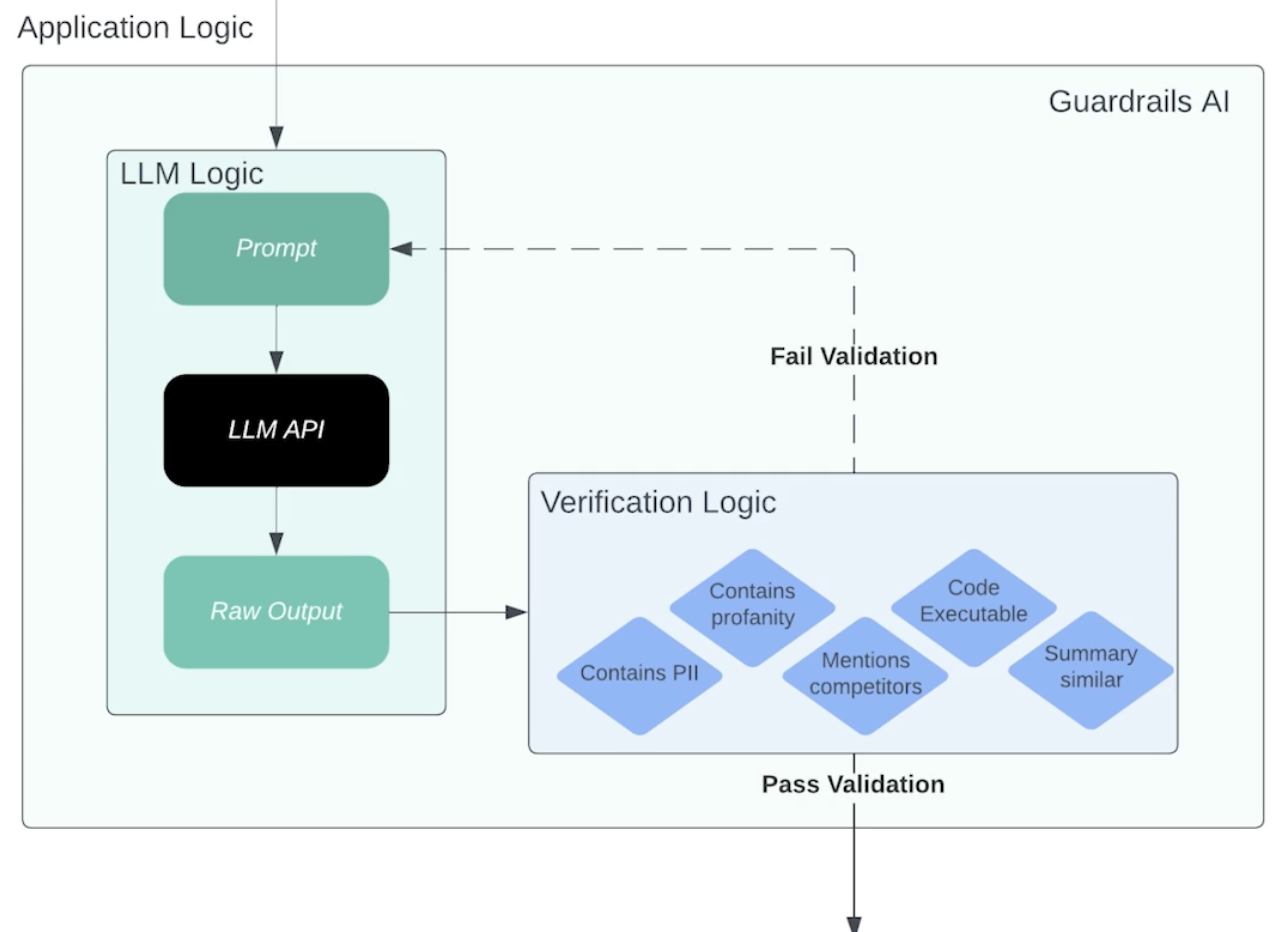 Application Logic
Guardrails AI
LLM Logic
Prompt
Fail Validation
LLM API
Verification Logic
Raw Output
Contains PII
Contains
profanity
Mentions
competitors
Code
Executable
Summary
similar
Pass Validation